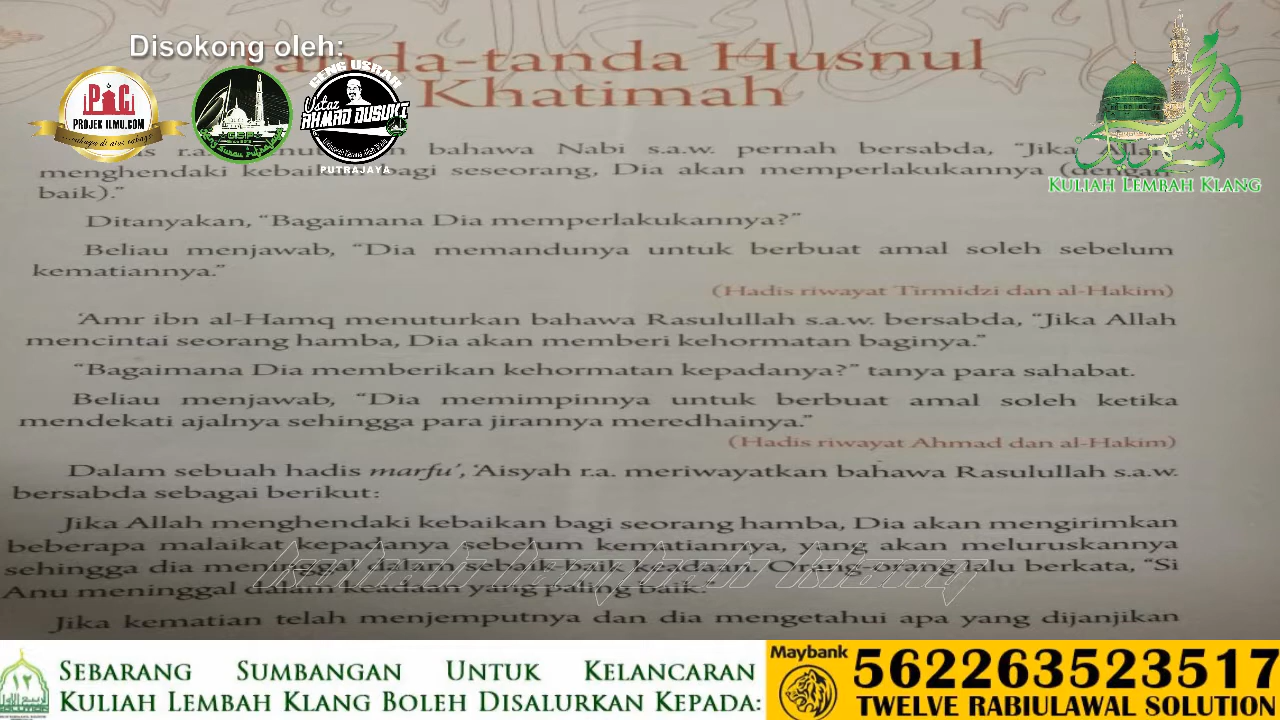 Disokong oleh:
Tanda-tanda Husnul
Khatimah
PIC
PROJEK ILMU.COM
GENG USRAH
Ustaz
AHMAD DUSUKI
PUTRAJAYA
KULIAH LEMBAH KLANG
r.a. bahawa Nabi s.a.w. pernah bersabda, “Jika Allah
menghendaki kebaikan bagi seseorang, Dia akan memperlakukannya (dengan
baik).”
Ditanyakan, “Bagaimana Dia memperlakukannya?”
Beliau menjawab, “Dia memandunya untuk berbuat amal soleh sebelum
kematiannya.”
(Hadis riwayat Tirmidzi dan al-Hakim)
‘Amr ibn al-Hamq menuturkan bahawa Rasulullah s.a.w. bersabda, “Jika Allah
mencintai seorang hamba, Dia akan memberi kehormatan baginya.”
“Bagaimana Dia memberikan kehormatan kepadanya?” tanya para sahabat.
Beliau menjawab, “Dia memimpinnya untuk berbuat amal soleh ketika
mendekati ajalnya sehingga para jirannya meredhainya.”
(Hadis riwayat Ahmad dan al-Hakim)
Dalam sebuah hadis marfu’, ‘Aisyah r.a. meriwayatkan bahawa Rasulullah s.a.w.
bersabda sebagai berikut:
Jika Allah menghendaki kebaikan bagi seorang hamba, Dia akan mengirimkan
beberapa malaikat kepadanya sebelum kematiannya, yang akan meluruskannya
sehingga dia meninggal dalam sebaik-baik keadaan. Orang-orang lalu berkata, “Si
Anu meninggal dalam keadaan yang paling baik.”
Kuliah Lembah Klang
Jika kematian telah menjemputnya dan dia mengetahui apa yang dijanjikan
SEBARANG SUMBANGAN UNTUK KELANCARAN
KULIAH LEMBAH KLANG BOLEH DISALURKAN KEPADA:
Maybank
562263523517
TWELVE RABIULAWAL SOLUTION